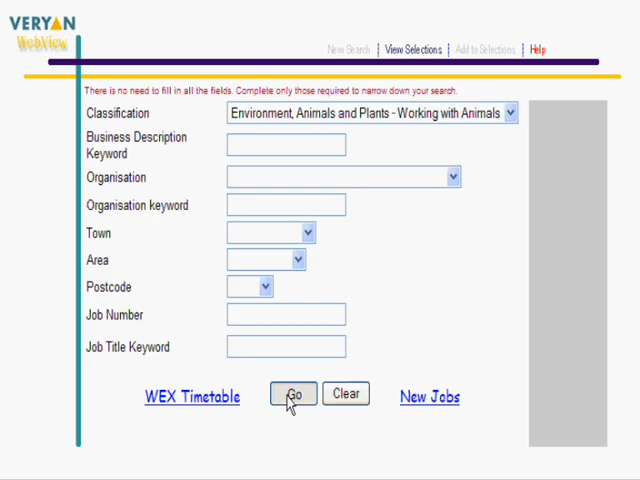 VERYAN
WebView
New Search View Selections Add to Selections Help
There is no need to fill in all the fields. Complete only those required to narrow down your search.
Classification Environment, Animals and Plants - Working with Animals
Business Description
Keyword
Organisation
Organisation keyword
Town
Area
Postcode
Job Number
Job Title Keyword
WEX Timetable Go Clear New Jobs